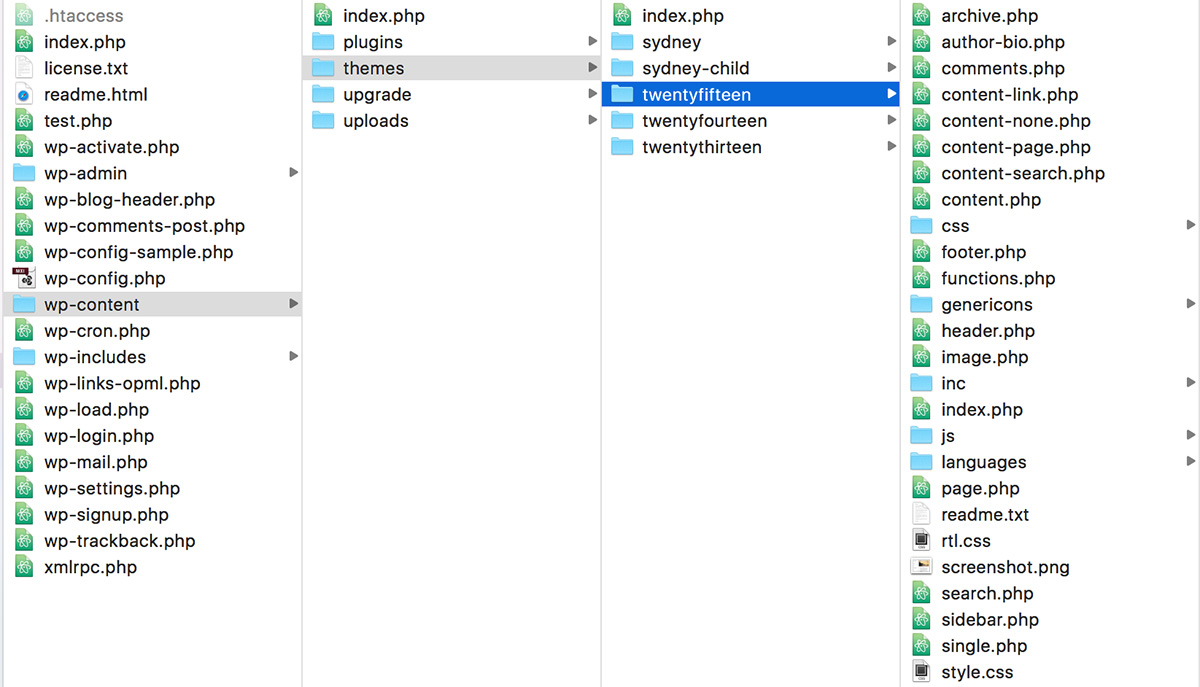 .htaccess
index.php
license.txt
readme.html
test.php
wp-activate.php
wp-admin
wp-blog-header.php
wp-comments-post.php
wp-config-sample.php
wp-config.php
wp-content
wp-cron.php
wp-includes
wp-links-opml.php
wp-load.php
wp-login.php
wp-mail.php
wp-settings.php
wp-signup.php
wp-trackback.php
xmlrpc.php
index.php
plugins
themes
upgrade
uploads
index.php
sydney
sydney-child
twentyfifteen
twentyfourteen
twentythirteen
archive.php
author-bio.php
comments.php
content-link.php
content-none.php
content-page.php
content-search.php
content.php
css
footer.php
functions.php
genericons
header.php
image.php
inc
index.php
js
languages
page.php
readme.txt
rtl.css
screenshot.png
search.php
sidebar.php
single.php
style.css